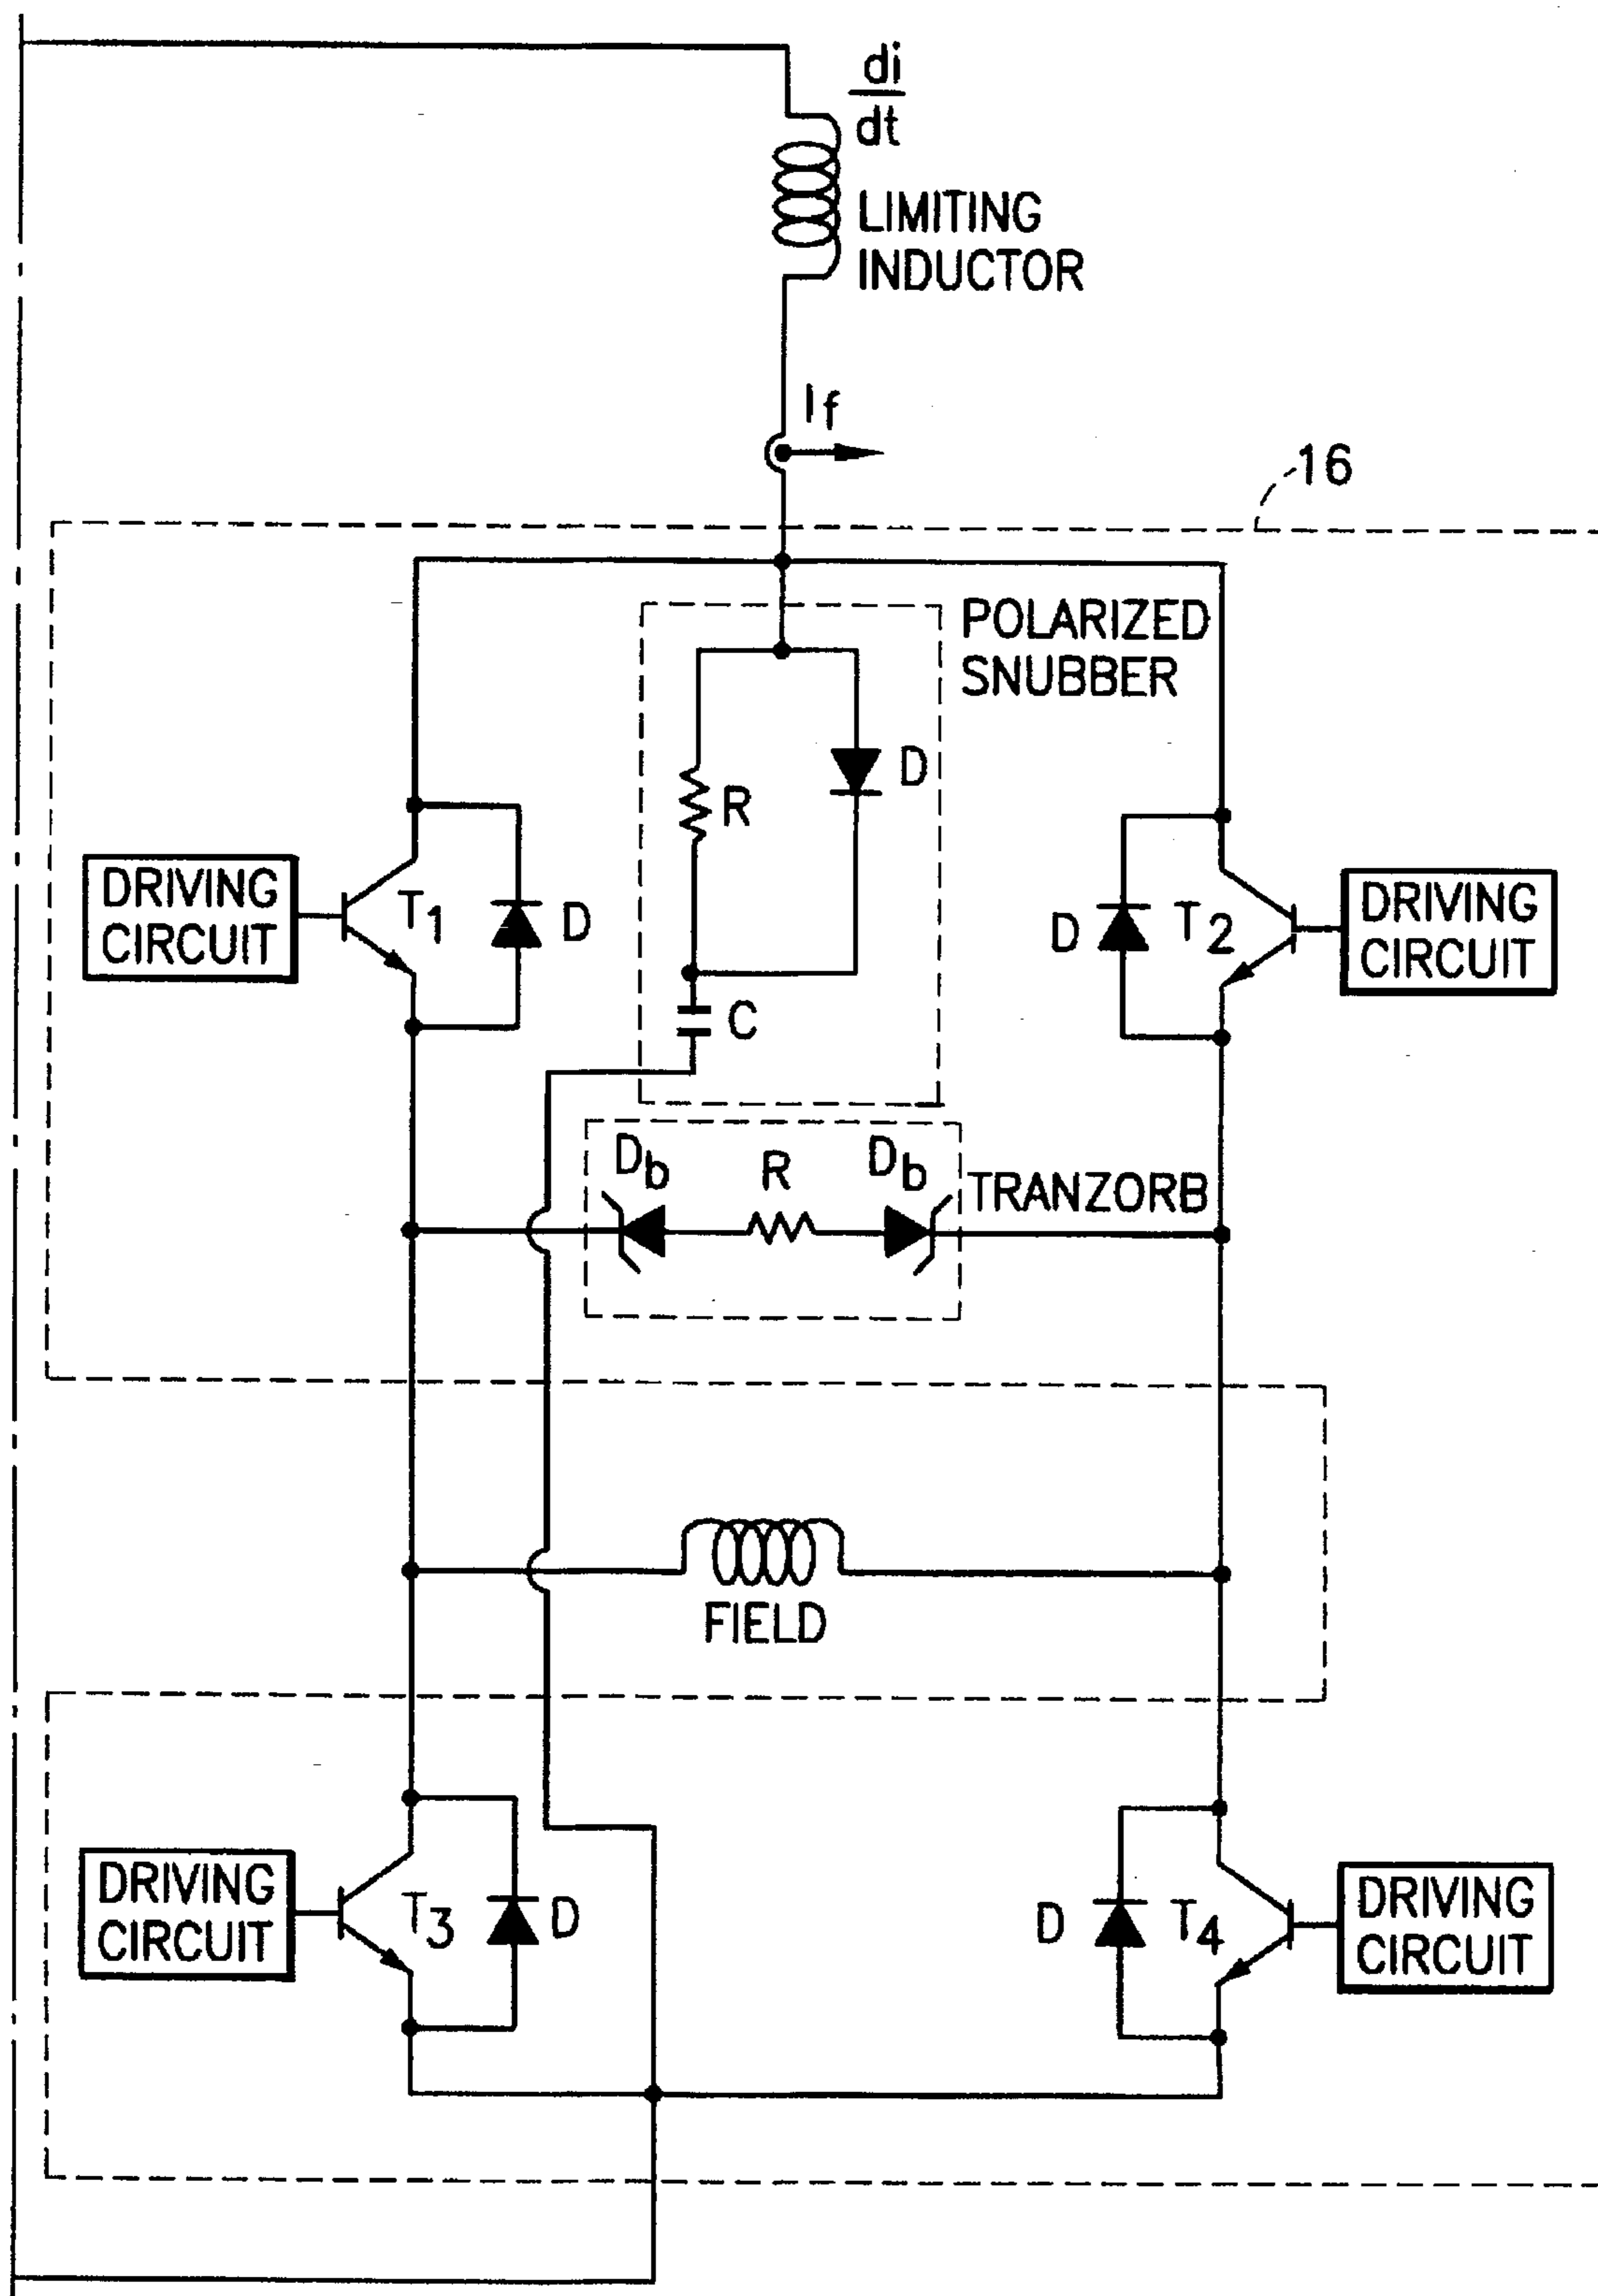 di
dt
LIMITING
INDUCTOR
If
16
POLARIZED
SNUBBER
R
D
DRIVING
CIRCUIT
T1
D
D
T2
DRIVING
CIRCUIT
C
Db
R
Db
TRANZORB
FIELD
DRIVING
CIRCUIT
T3
D
D
T4
DRIVING
CIRCUIT